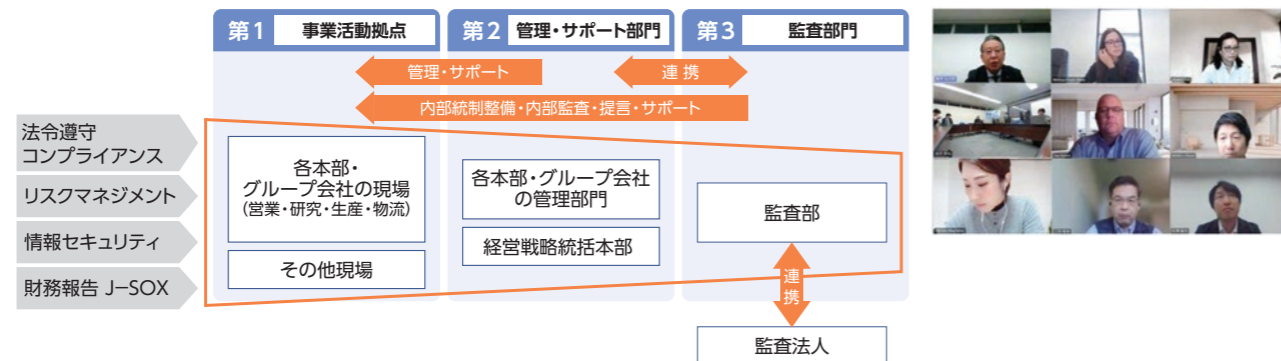 第1 事業活動拠点
第2 管理・サポート部門
第3 監査部門
管理・サポート
連携
内部統制整備・内部監査・提言・サポート
法令遵守
コンプライアンス
リスクマネジメント
情報セキュリティ
財務報告 J−SOX
各本部・
グループ会社の現場
(営業・研究・生産・物流)
その他現場
各本部・グループ会社
の管理部門
経営戦略統括本部
監査部
連
携
監査法人